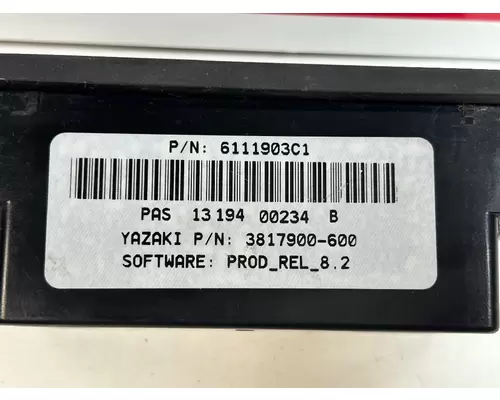 P/N: 6111903C1
PAS 13194 00234 B
YAZAKI P/N: 3817900-600
SOFTWARE: PROD_REL_8.2